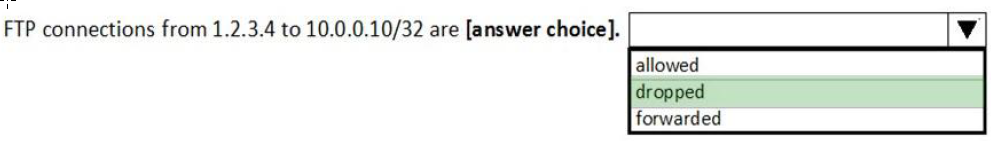 FTP connections from 1.2.3.4 to 10.0.0.10/32 are [answer choice].
allowed
dropped
forwarded